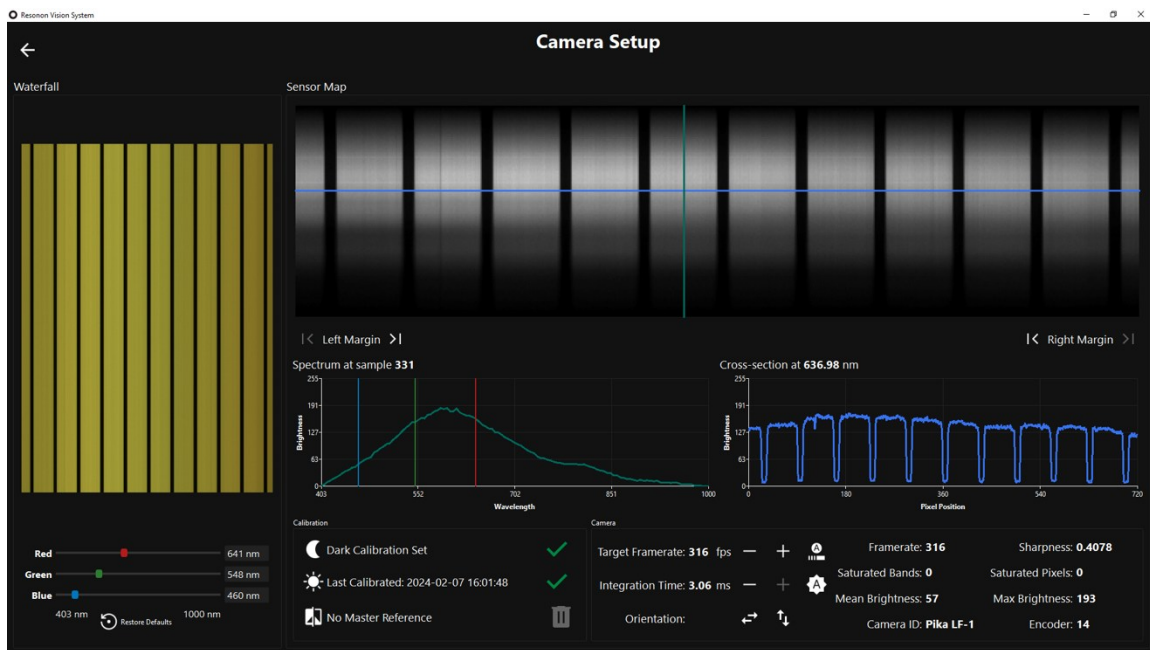 Resonon Vision System
Camera Setup
Waterfall
Sensor Map
Left Margin
Right Margin
Spectrum at sample 331
Cross-section at 636.98 nm
255
191
127
63
0
Brightness
403
552
702
851
1000
Wavelength
255
191
127
63
0
Brightness
0
180
360
540
720
Pixel Position
Red
641 nm
Green
548 nm
Blue
460 nm
403 nm
Restore Defaults
1000 nm
Calibration
Dark Calibration Set
Last Calibrated: 2024-02-07 16:01:48
No Master Reference
Camera
Target Framerate: 316 fps
A
Framerate: 316
Sharpness: 0.4078
Integration Time: 3.06 ms
A
Saturated Bands: 0
Saturated Pixels: 0
Mean Brightness: 57
Max Brightness: 193
Orientation:
Camera ID: Pika LF-1
Encoder: 14